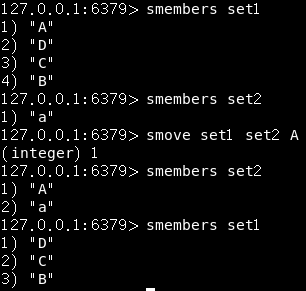 127.0.0.1:6379> smembers set1
1) "A"
2) "D"
3) "C"
4) "B"
127.0.0.1:6379> smembers set2
1) "a"
127.0.0.1:6379> smove set1 set2 A
(integer) 1
127.0.0.1:6379> smembers set2
1) "A"
2) "a"
127.0.0.1:6379> smembers set1
1) "D"
2) "C"
3) "B"